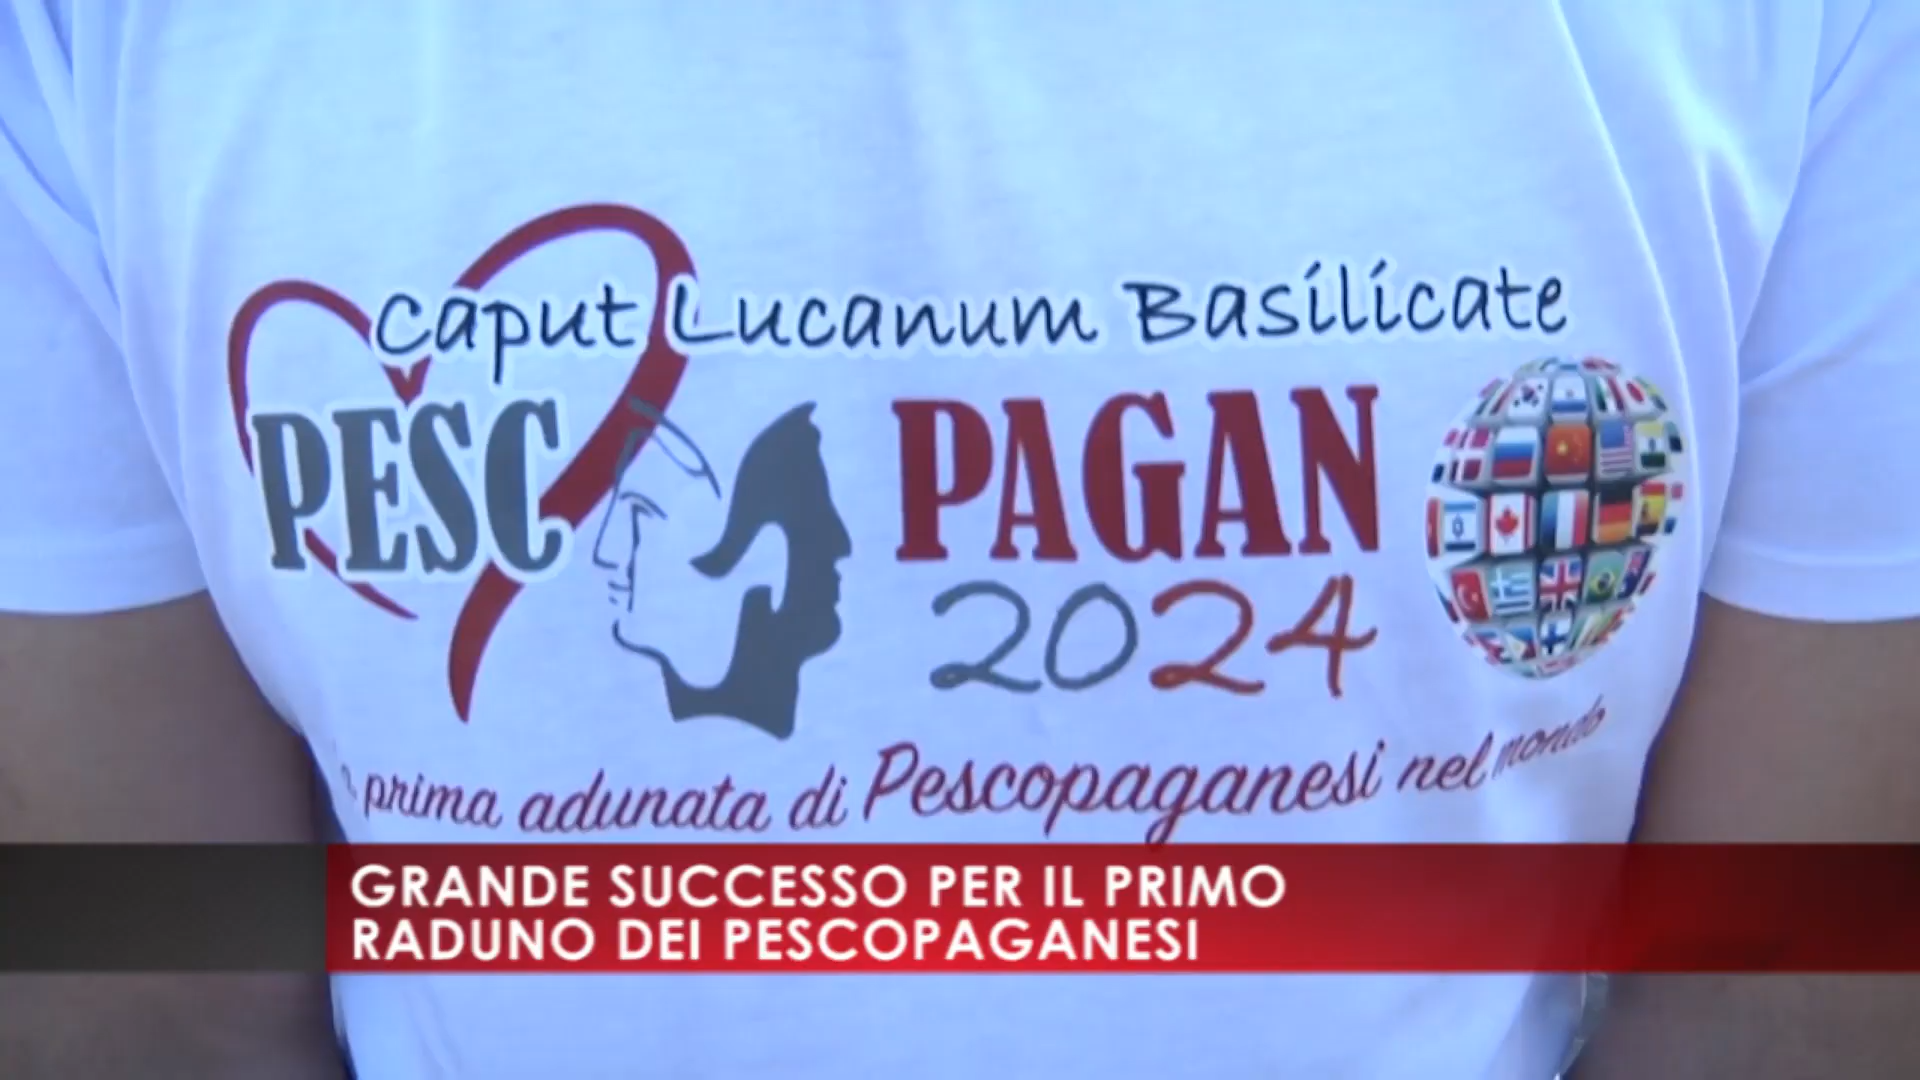 Caput Lucanum Basilicate
PESC PAGAN
2024
prima adunata di Pescopaganesi nel mondo
GRANDE SUCCESSO PER IL PRIMO
RADUNO DEI PESCOPAGANESI